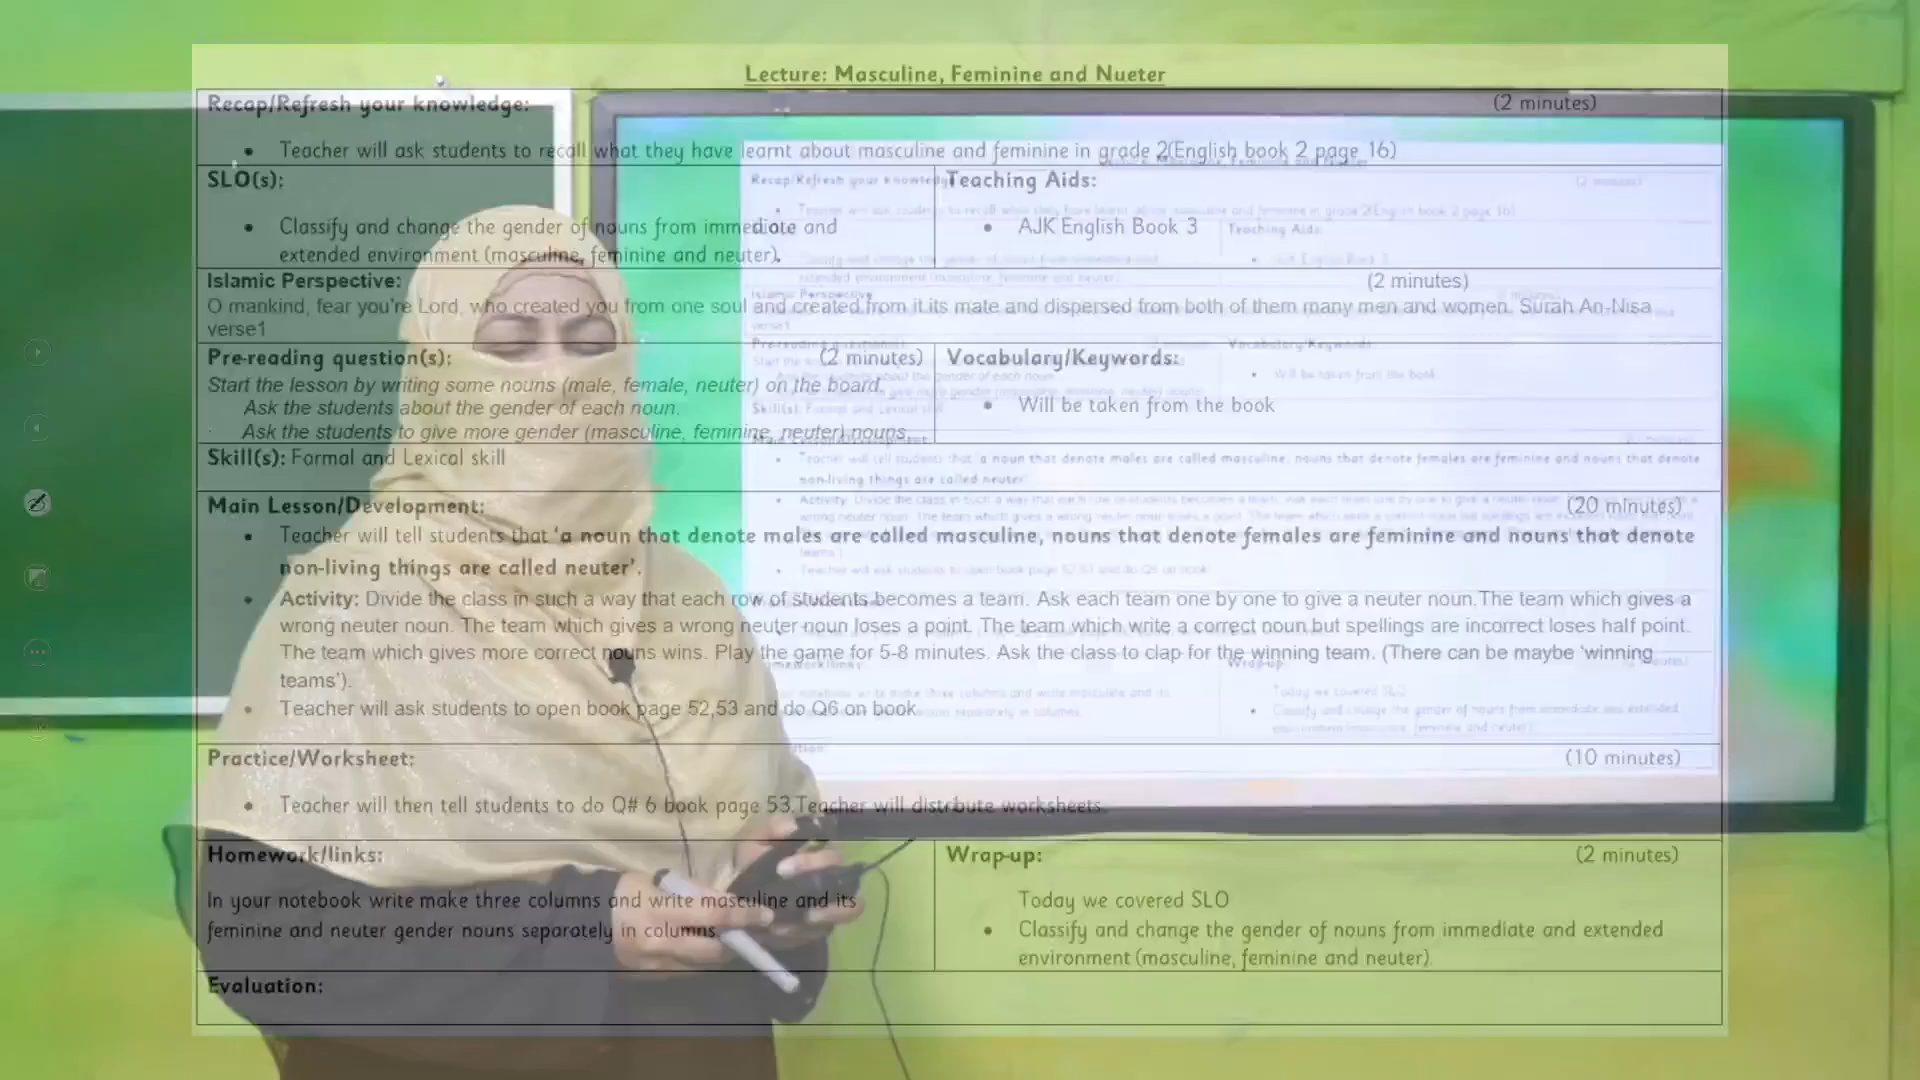 Lecture: Masculine, Feminine and Nueter
Recap/Refresh your knowledge: (2 minutes)
• Teacher will ask students to recall what they have learnt about masculine and feminine in grade 2(English book 2 page 16)
SLO(s):
• Classify and change the gender of nouns from immediate and
extended environment (masculine, feminine and neuter).
Teaching Aids:
• AJK English Book 3
Islamic Perspective: (2 minutes)
O mankind, fear you're Lord, who created you from one soul and created from it its mate and dispersed from both of them many men and women. Surah An-Nisa
verse1
Pre-reading question(s): (2 minutes)
Start the lesson by writing some nouns (male, female, neuter) on the board.
Ask the students about the gender of each noun.
Ask the students to give more gender (masculine, feminine, neuter) nouns
Vocabulary/Keywords:
• Will be taken from the book
Skill(s): Formal and Lexical skill
Main Lesson/Development: (20 minutes)
• Teacher will tell students that 'a noun that denote males are called masculine, nouns that denote females are feminine and nouns that denote
non-living things are called neuter'.
• Activity: Divide the class in such a way that each row of students becomes a team. Ask each team one by one to give a neuter noun.The team which gives a
wrong neuter noun. The team which gives a wrong neuter noun loses a point. The team which write a correct noun but spellings are incorrect loses half point.
The team which gives more correct nouns wins. Play the game for 5-8 minutes. Ask the class to clap for the winning team. (There can be maybe 'winning
teams').
• Teacher will ask students to open book page 52,53 and do Q6 on book
Practice/Worksheet: (10 minutes)
• Teacher will then tell students to do Q# 6 book page 53.Teacher will distribute worksheets.
Homework/links:
In your notebook write make three columns and write masculine and its
feminine and neuter gender nouns separately in columns.
Wrap-up: (2 minutes)
Today we covered SLO
• Classify and change the gender of nouns from immediate and extended
environment (masculine, feminine and neuter).
Evaluation: